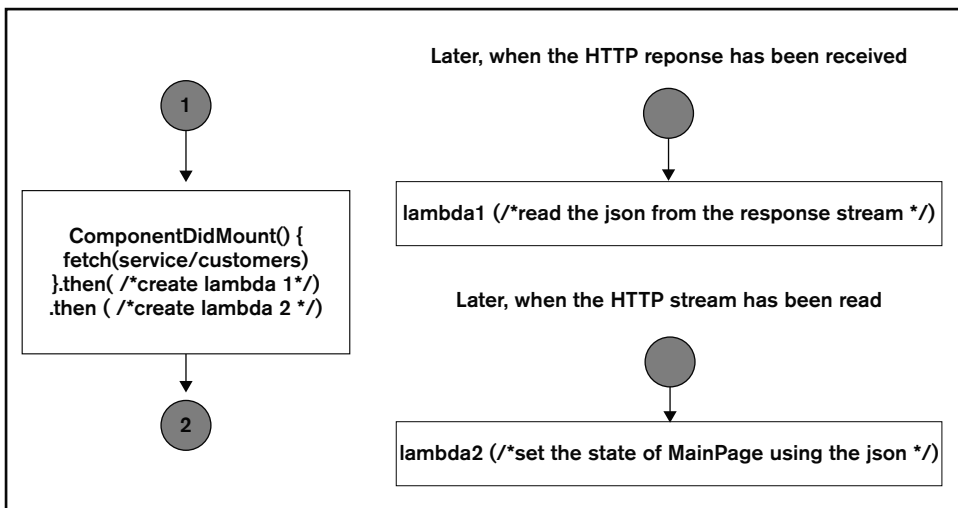 1
ComponentDidMount() {
fetch(service/customers)
}.then( /*create lambda 1*/)
.then ( /*create lambda 2 */)
2
Later, when the HTTP reponse has been received
lambda1 (/*read the json from the response stream */)
Later, when the HTTP stream has been read
lambda2 (/*set the state of MainPage using the json */)